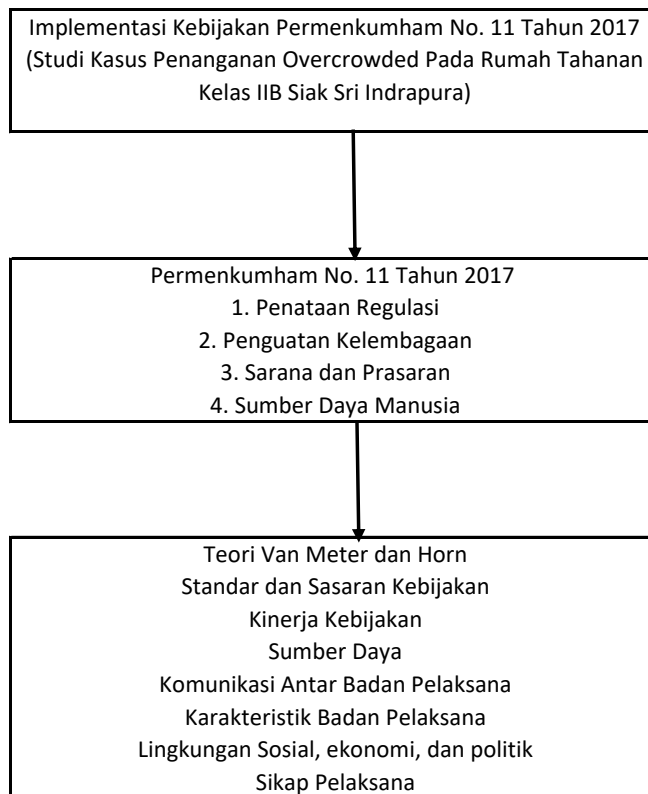 Implementasi Kebijakan Permenkumham No. 11 Tahun 2017
(Studi Kasus Penanganan Overcrowded Pada Rumah Tahanan
Kelas IIB Siak Sri Indrapura)
Permenkumham No. 11 Tahun 2017
1. Penataan Regulasi
2. Penguatan Kelembagaan
3. Sarana dan Prasaran
4. Sumber Daya Manusia
Teori Van Meter dan Horn
Standar dan Sasaran Kebijakan
Kinerja Kebijakan
Sumber Daya
Komunikasi Antar Badan Pelaksana
Karakteristik Badan Pelaksana
Lingkungan Sosial, ekonomi, dan politik
Sikap Pelaksana